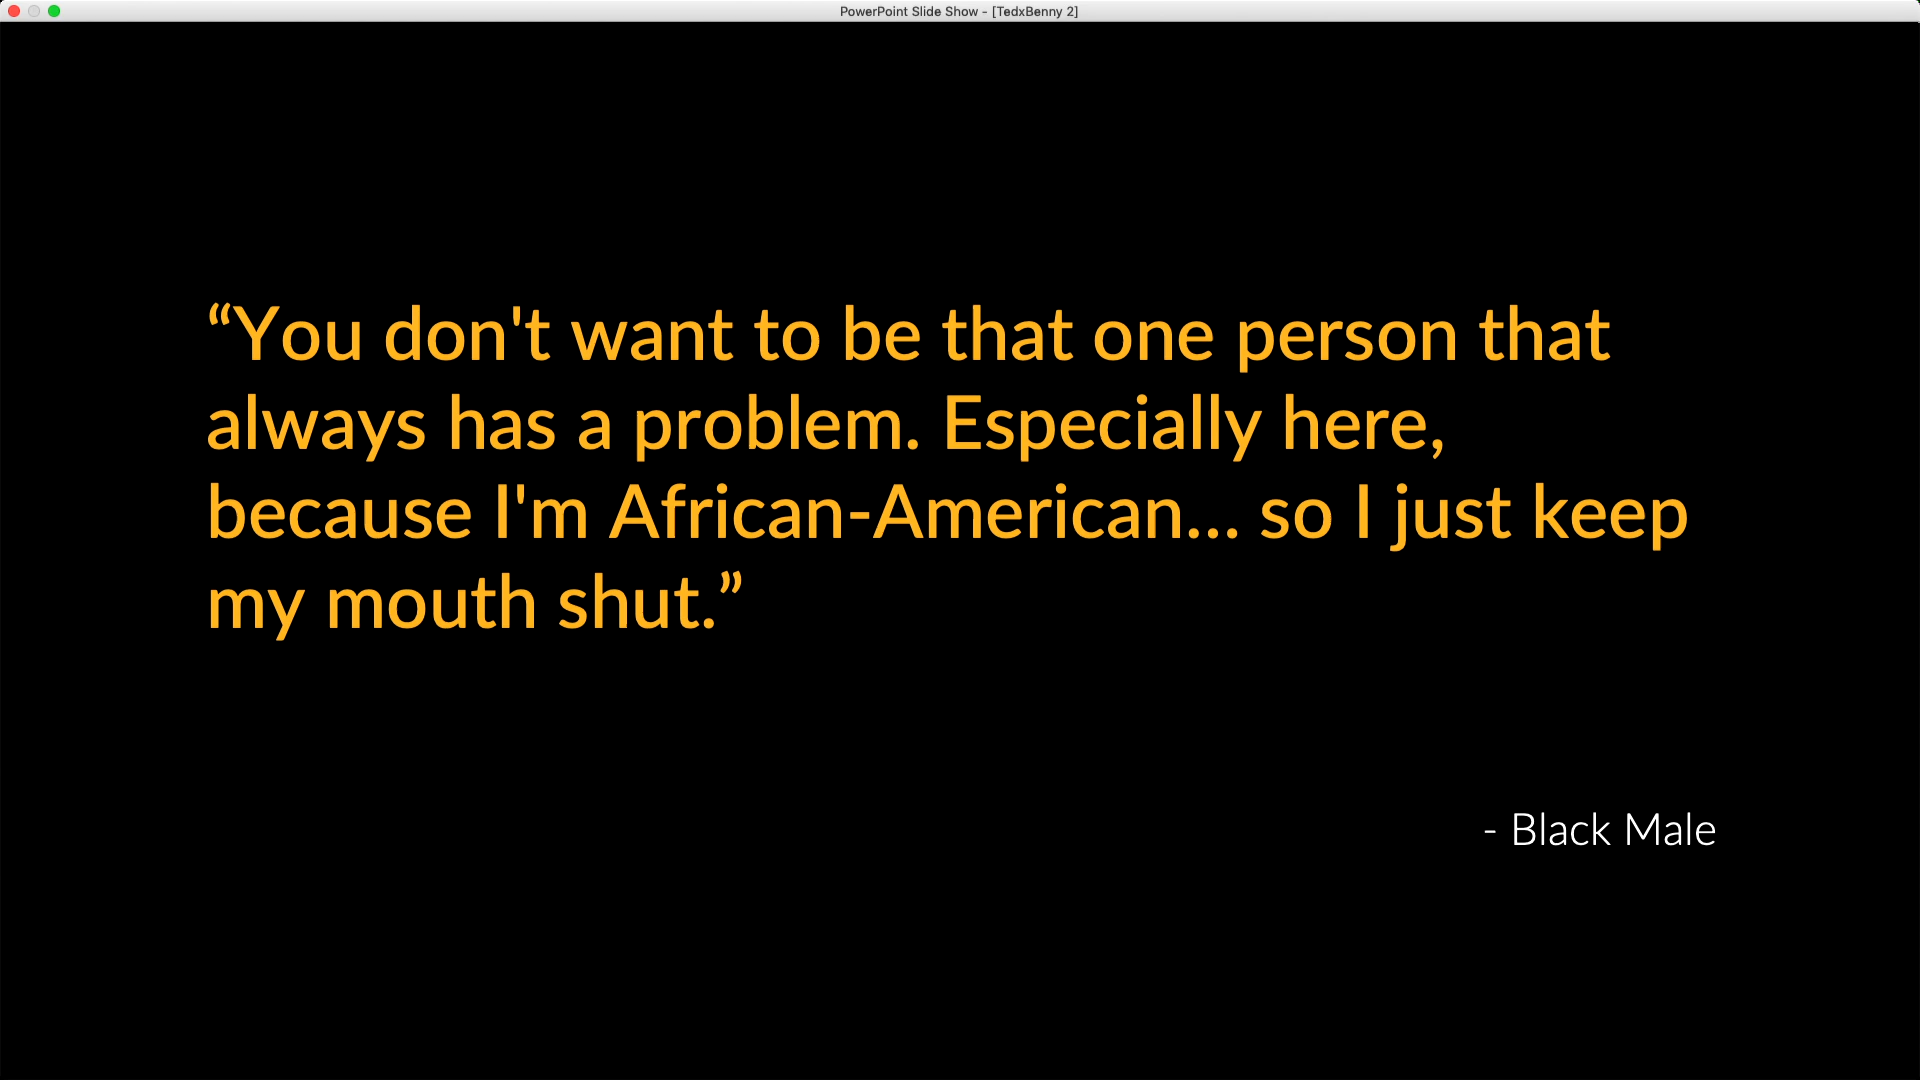 PowerPoint Slide Show - [TedxBenny 2]
“You don't want to be that one person that
always has a problem. Especially here,
because I'm African-American... so I just keep
my mouth shut.”
- Black Male